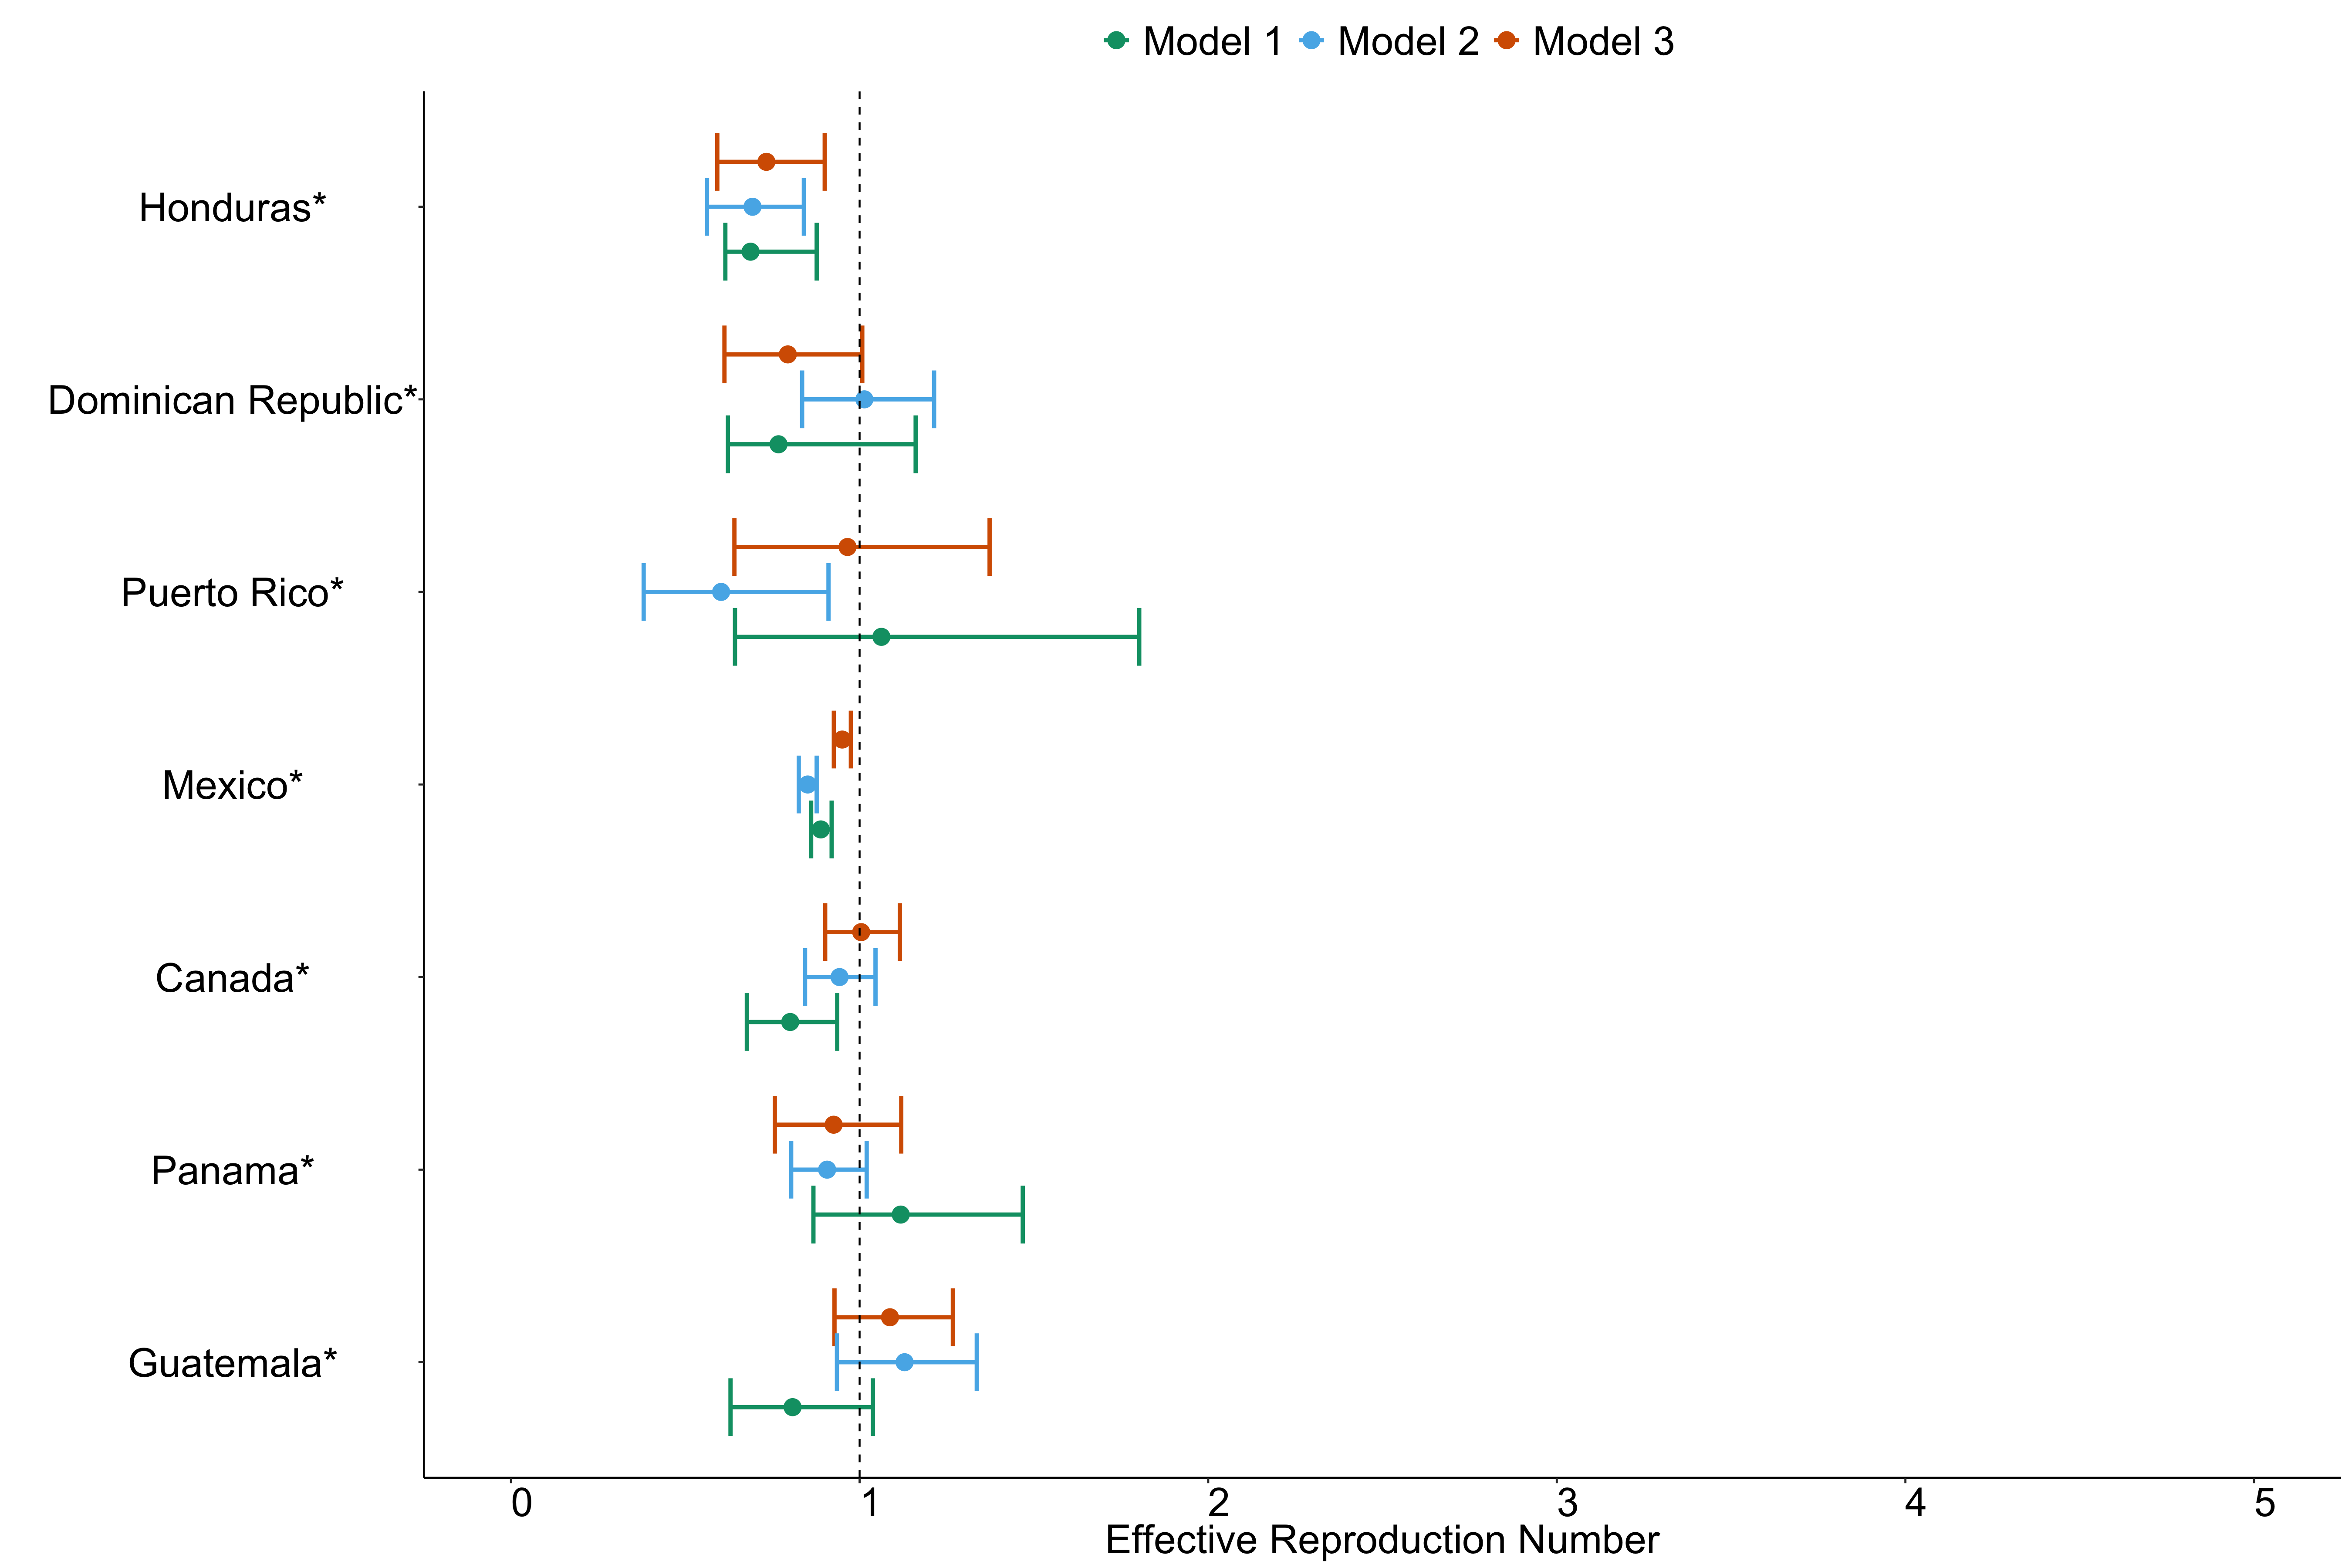 Model 1 Model 2 Model 3
Honduras*
Dominican Republic*
Puerto Rico*
Mexico*
Canada*
Panama*
Guatemala*
0 1 2 3 4 5
Effective Reproduction Number